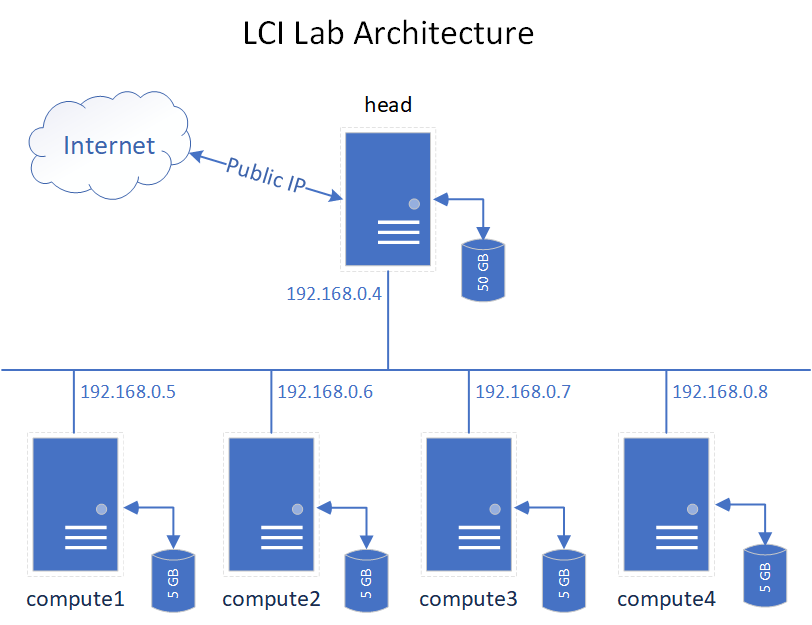 LCI Lab Architecture
head
Internet
Public IP
50 GB
192.168.0.4
192.168.0.5
192.168.0.6
192.168.0.7
192.168.0.8
5 GB
5 GB
5 GB
5 GB
compute1
compute2
compute3
compute4